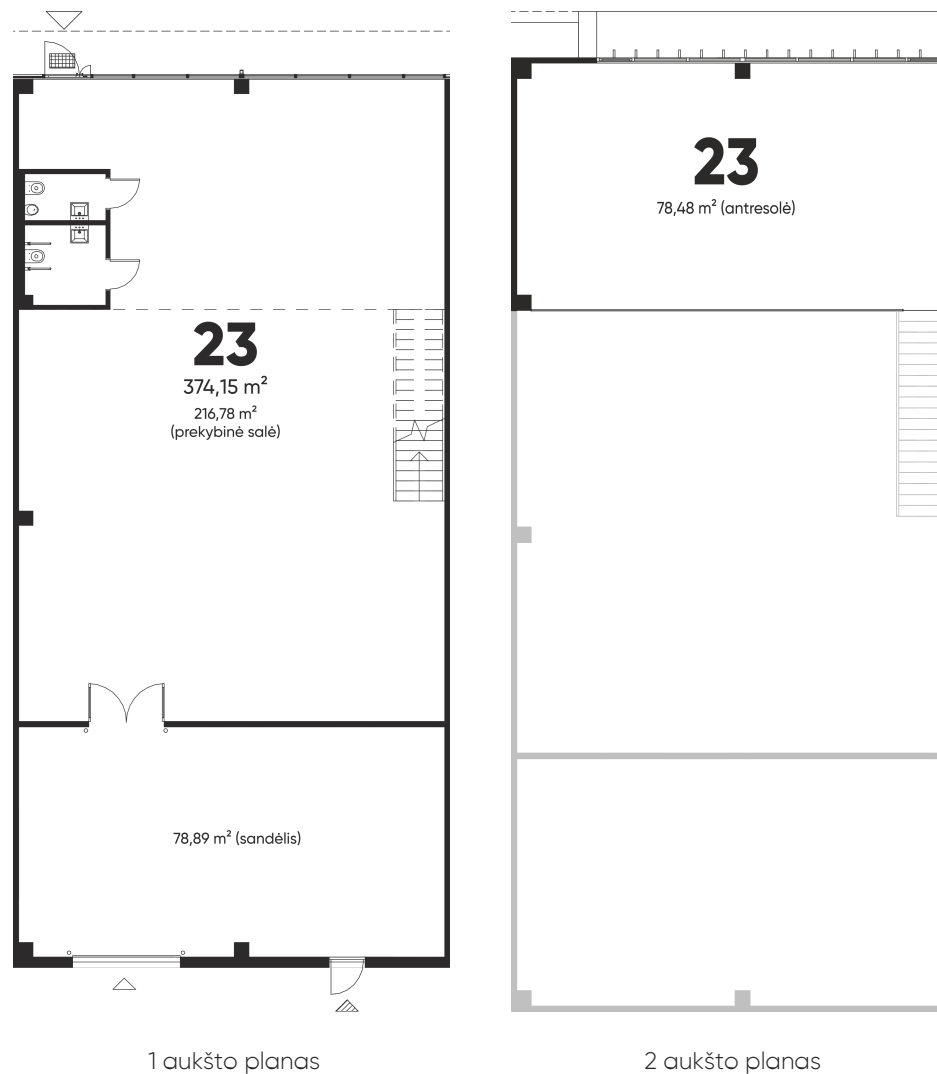 23
374,15 m²
216,78 m²
(prekybinė salė)
78,89 m² (sandėlis)
1 aukšto planas
23
78,48 m² (antresolė)
2 aukšto planas